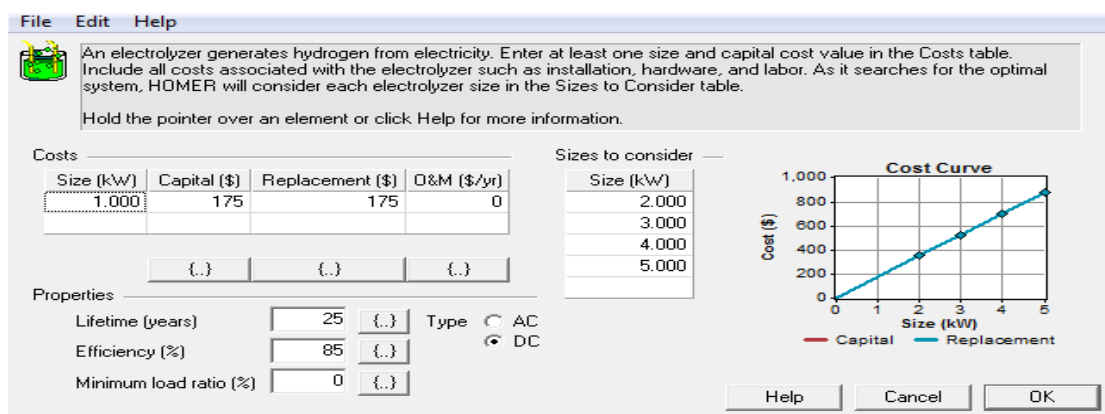 File Edit Help
An electrolyzer generates hydrogen from electricity. Enter at least one size and capital cost value in the Costs table.
Include all costs associated with the electrolyzer such as installation, hardware, and labor. As it searches for the optimal
system, HOMER will consider each electrolyzer size in the Sizes to Consider table.
Hold the pointer over an element or click Help for more information.
Costs
Size (kW) Capital ($) Replacement ($) O&M ($/yr)
1.000 175 175 0
{..} {..} {..}
Sizes to consider
Size (kW)
2.000
3.000
4.000
5.000
Cost Curve
1,000
800
600
400
200
0
Cost ($)
0 1 2 3 4 5
Size (kW)
Capital Replacement
Properties
Lifetime (years) 25 {..} Type AC
Efficiency (%) 85 {..} DC
Minimum load ratio (%) 0 {..}
Help Cancel OK